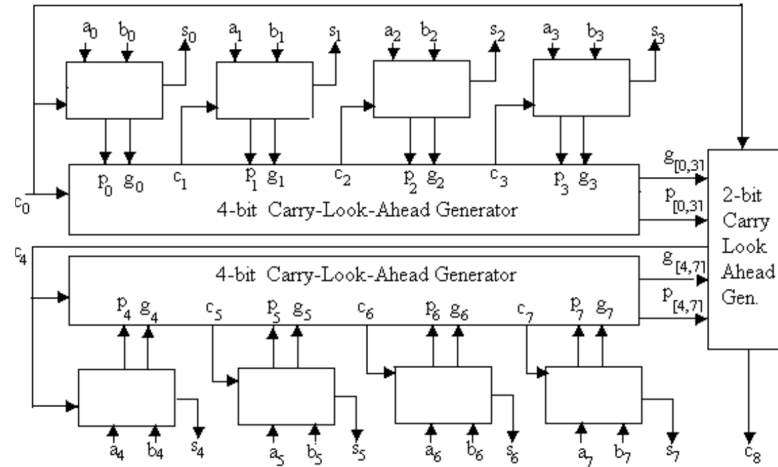 a0 b0 s0 a1 b1 s1 a2 b2 s2 a3 b3 s3
p0 g0 c1 p1 g1 c2 p2 g2 c3 p3 g3
c0
4-bit Carry-Look-Ahead Generator
g[0,3]
p[0,3]
2-bit
Carry
Look
Ahead
Gen.
c4
4-bit Carry-Look-Ahead Generator
g[4,7]
p[4,7]
p4 g4 c5 p5 g5 c6 p6 g6 c7 p7 g7
a4 b4 s4 a5 b5 s5 a6 b6 s6 a7 b7 s7
c8